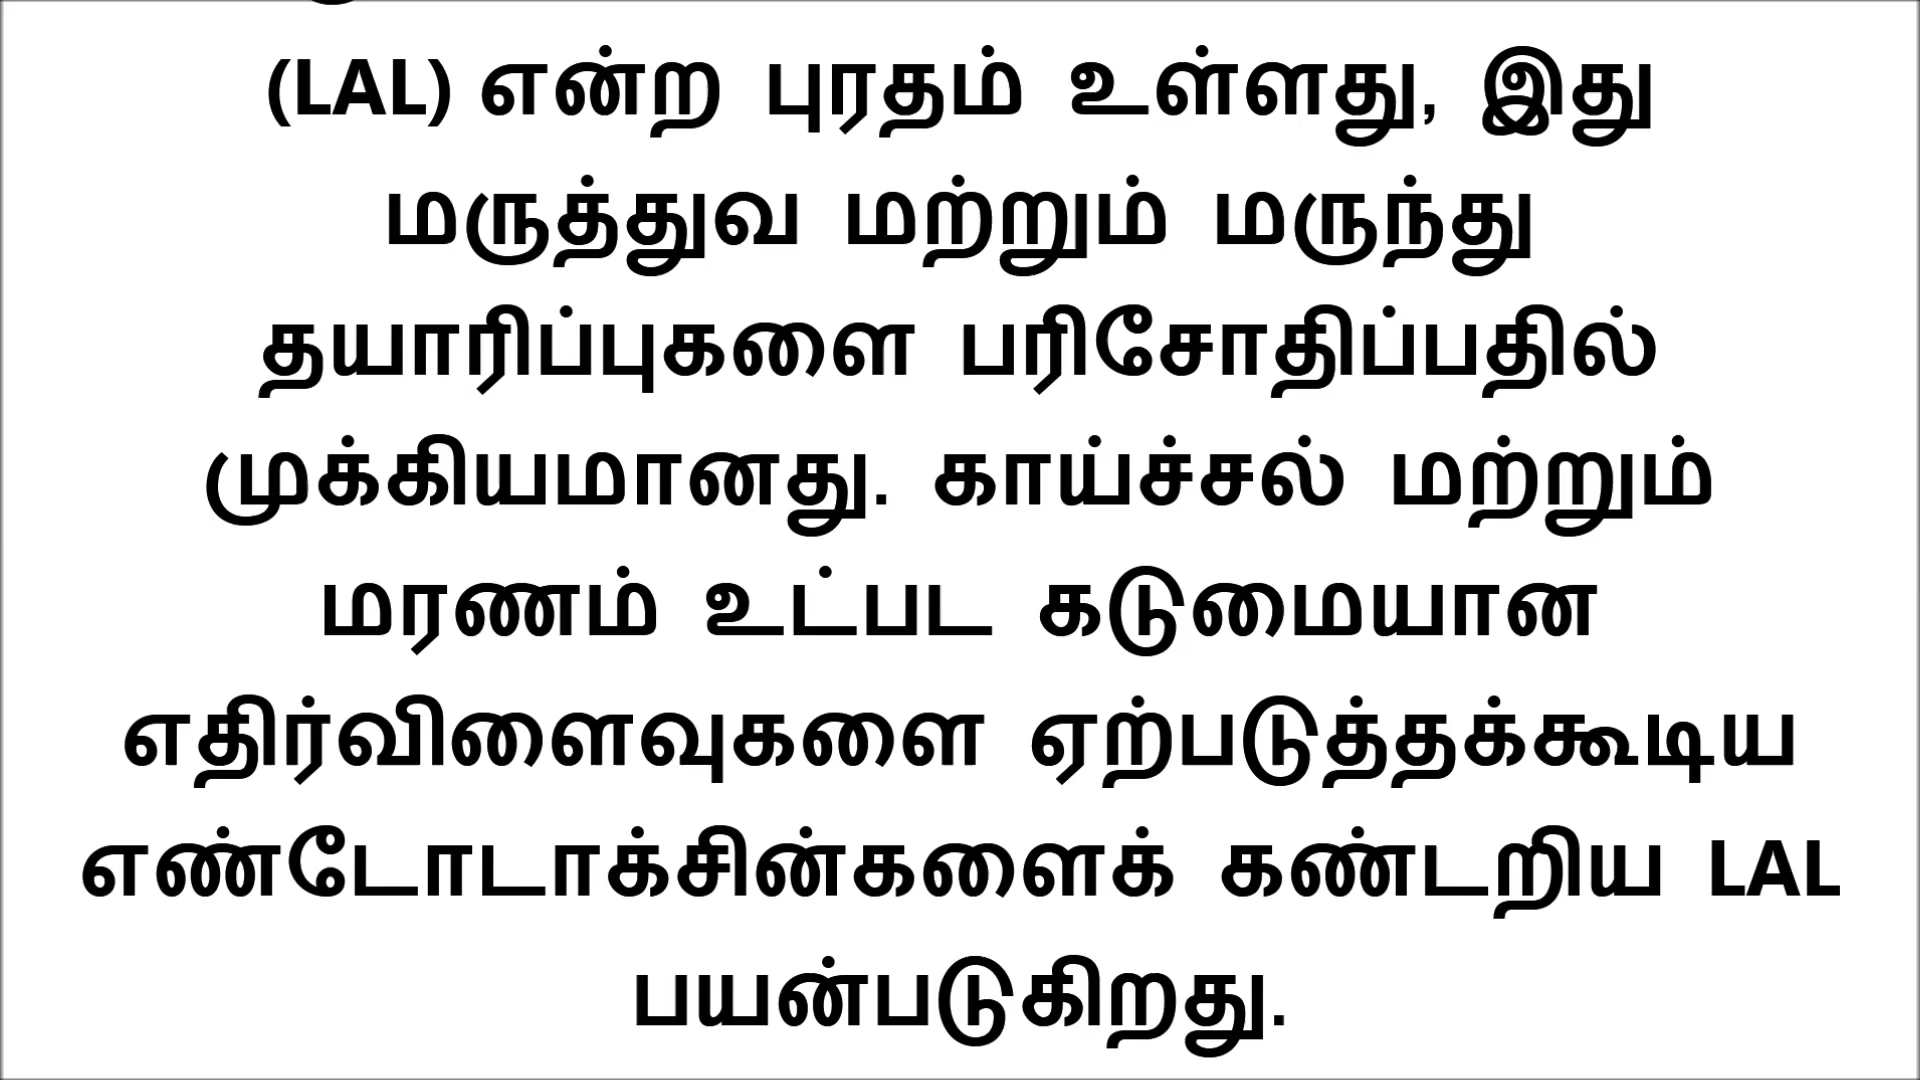 (LAL) என்ற புரதம் உள்ளது, இது
மருத்துவ மற்றும் மருந்து
தயாரிப்புகளை பரிசோதிப்பதில்
முக்கியமானது. காய்ச்சல் மற்றும்
மரணம் உட்பட கடுமையான
எதிர்விளைவுகளை ஏற்படுத்தக்கூடிய
எண்டோடாக்சின்களைக் கண்டறிய LAL
பயன்படுகிறது.